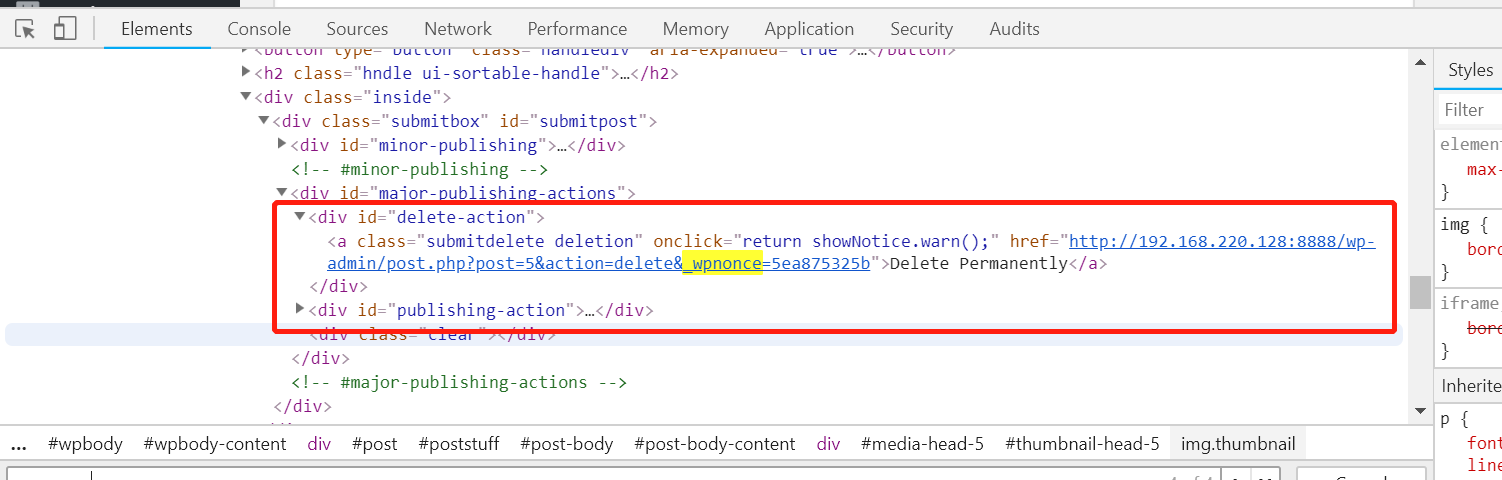 Elements Console Sources Network Performance Memory Application Security Audits
<button type="button" class="handlediv" aria-expanded="true">…</button>
<h2 class="hndle ui-sortable-handle">…</h2>
<div class="inside">
<div class="submitbox" id="submitpost">
<div id="minor-publishing">…</div>
<!-- #minor-publishing -->
<div id="major-publishing-actions">
<div id="delete-action">
<a class="submitdelete deletion" onclick="return showNotice.warn();" href="http://192.168.220.128:8888/wp-
admin/post.php?post=5&action=delete&_wpnonce=5ea875325b">Delete Permanently</a>
</div>
<div id="publishing-action">…</div>
<div class="clear"></div>
</div>
<!-- #major-publishing-actions -->
</div>
... #wpbody #wpbody-content div #post #poststuff #post-body #post-body-content div #media-head-5 #thumbnail-head-5 img.thumbnail
Styles
Filter
element
max-
}
img {
bord
}
iframe
bord
}
Inherite
p {
font
line